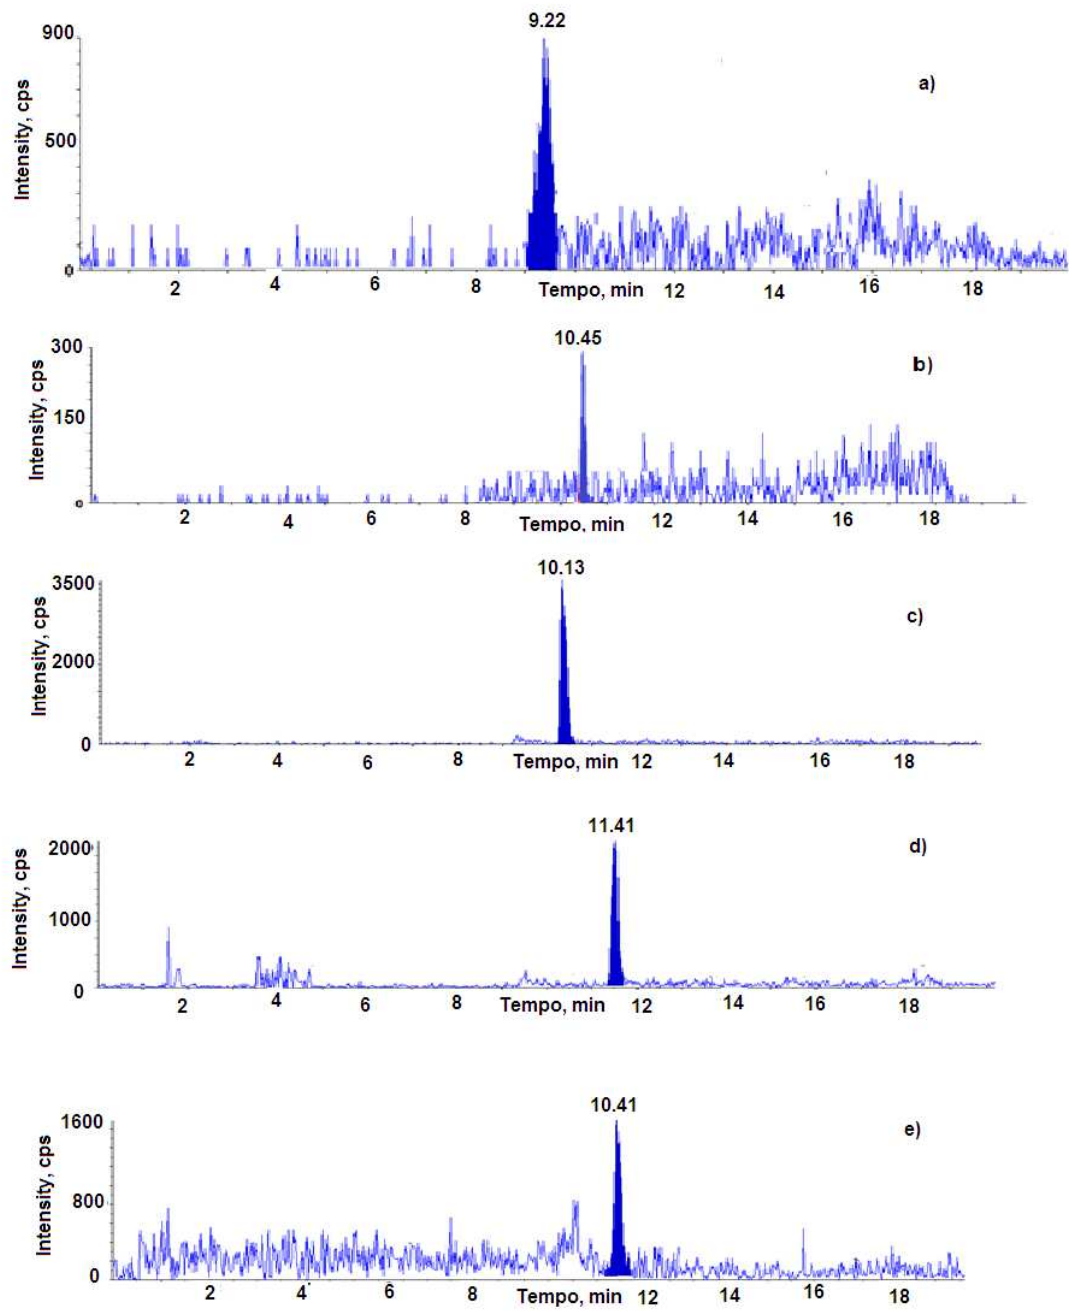 9.22
900
a)
Intensity, cps
500
0
2 4 6 8 Tempo, min 12 14 16 18
10.45
300
b)
Intensity, cps
150
0
2 4 6 8 Tempo, min 12 14 16 18
10.13
3500
c)
Intensity, cps
2000
0
2 4 6 8 Tempo, min 12 14 16 18
11.41
2000
d)
Intensity, cps
1000
0
2 4 6 8 Tempo, min 12 14 16 18
10.41
1600
e)
Intensity, cps
800
0
2 4 6 8 Tempo, min 12 14 16 18